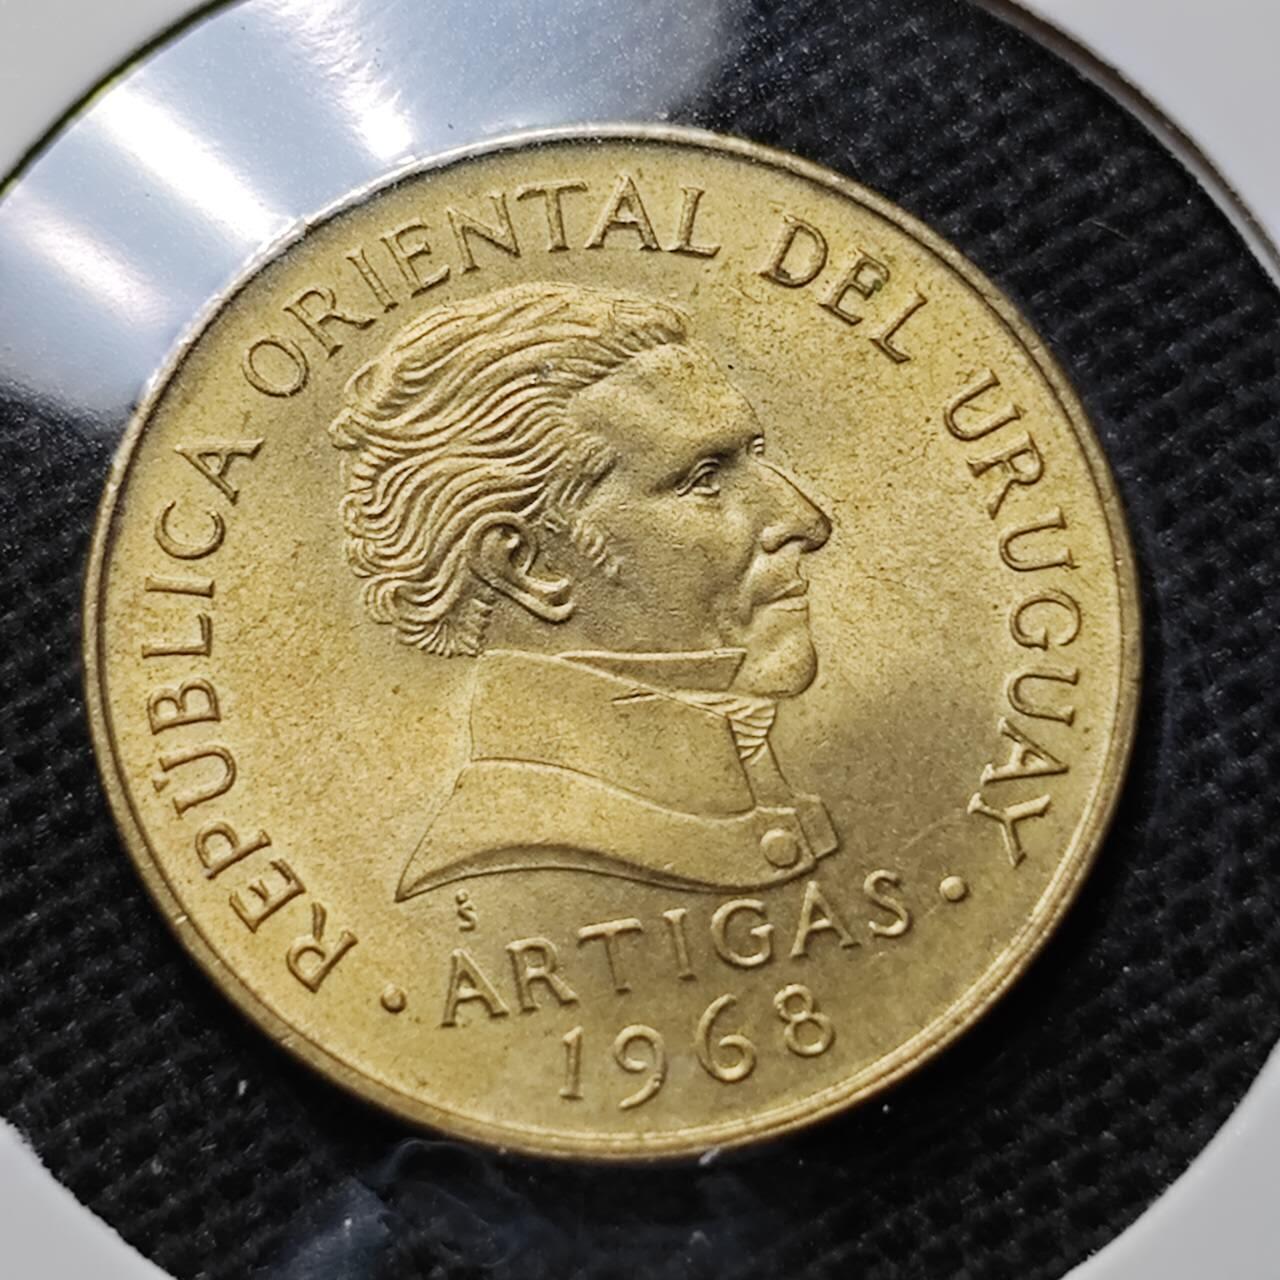 REPÚBLICA ORIENTAL DEL URUGUAY
S
• ARTIGAS •
1968